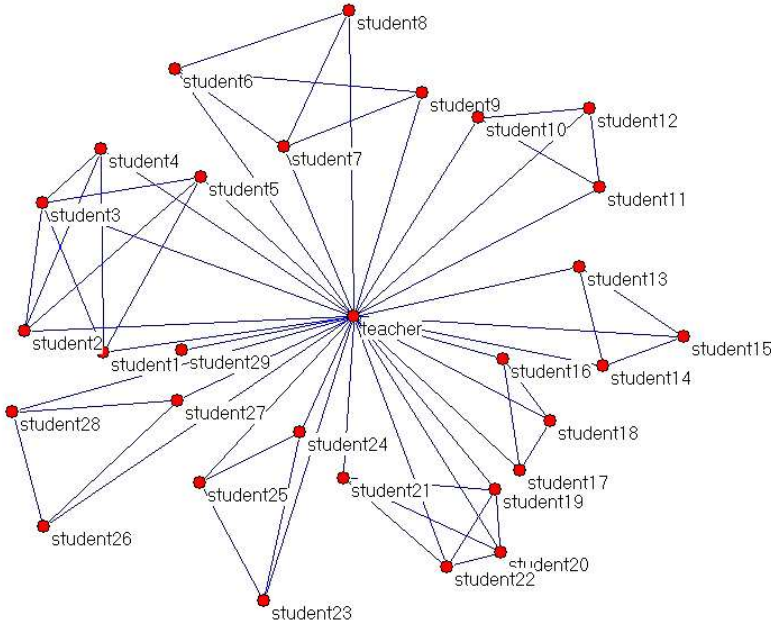 student8
student6
student9
student10
student12
student7
student4
student5
student11
student3
student13
teacher
student2
student1
student29
student15
student16
student14
student27
student28
student18
student24
student21
student17
student25
student19
student26
student20
student22
student23